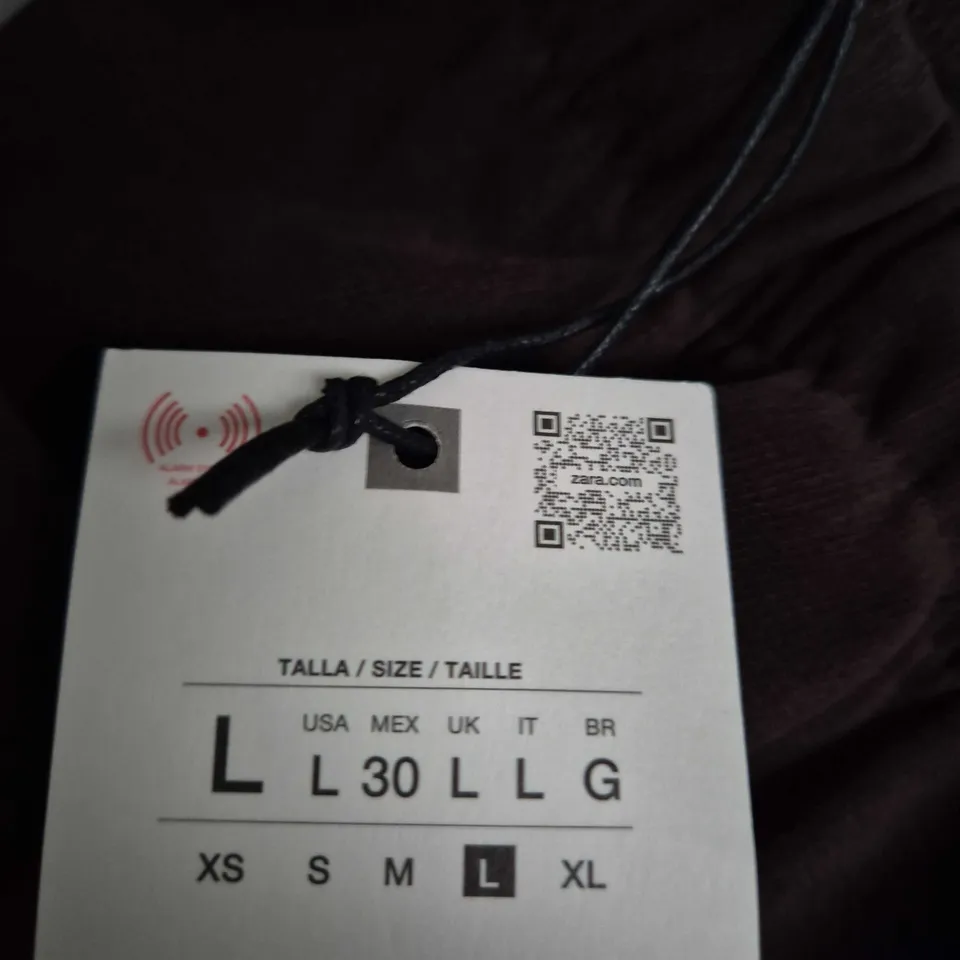 zara.com
TALLA / SIZE / TAILLE
USA MEX UK IT BR
L L 30 L L G
XS S M L XL